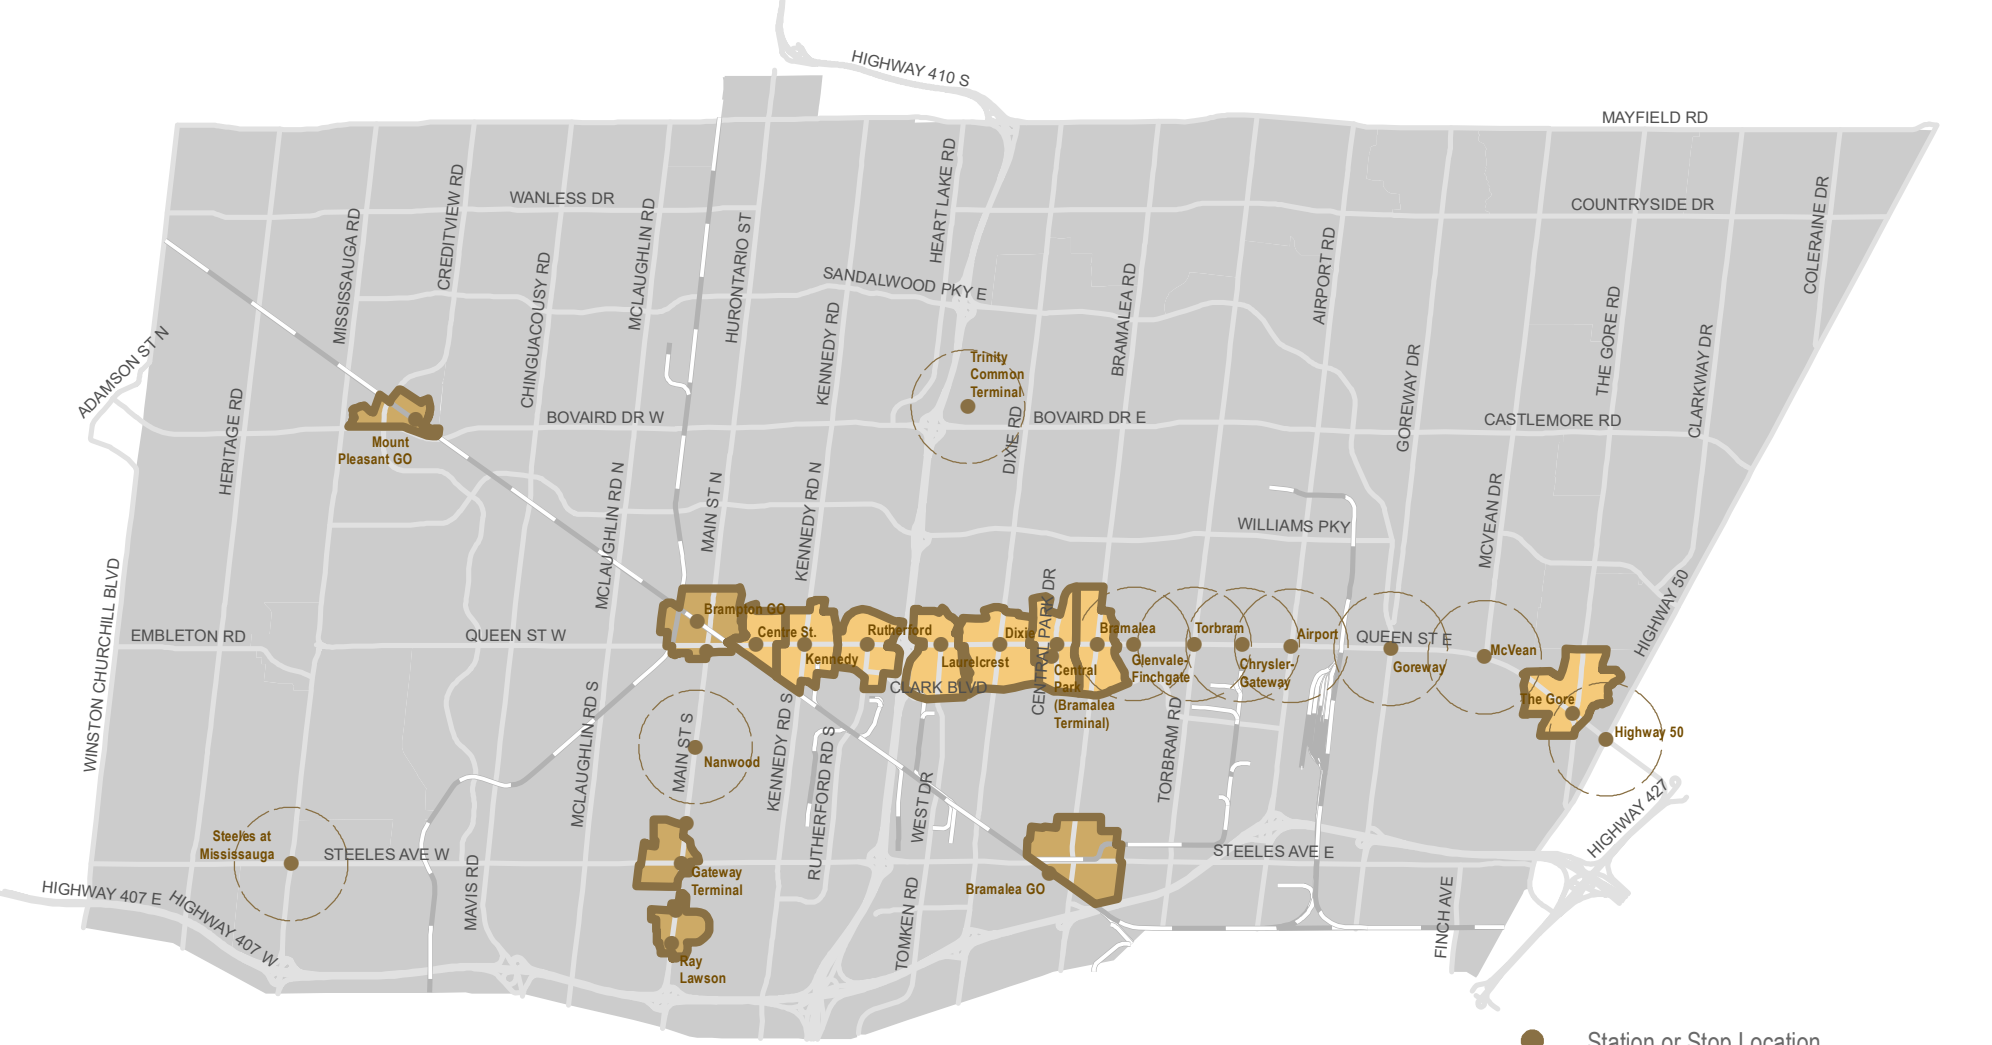 HIGHWAY 410 S
MAYFIELD RD
WANLESS DR
COUNTRYSIDE DR
HEART LAKE RD
CREDITVIEW RD
MISSISSAUGA RD
MCLAUGHLIN RD
HURONTARIO ST
CHINGUACOUSY RD
SANDALWOOD PKY E
KENNEDY RD
BRAMALEA RD
AIRPORT RD
COLERAINE DR
THE GORE RD
CLARKWAY DR
GOREWAY DR
ADAMSON ST N
HERITAGE RD
Trinity
Common
Terminal
BOVAIRD DR W
BOVAIRD DR E
DIXIE RD
CASTLEMORE RD
Mount
Pleasant GO
MCLAUGHLIN RD N
MAIN ST N
KENNEDY RD N
WILLIAMS PKY
MCVEAN DR
WINSTON CHURCHILL BLVD
EMBLETON RD
QUEEN ST W
Brampton GO
Centre St.
Kennedy
Rutherford
Laurelcrest
Dixie
CENTRAL PARK DR
Central
Park
(Bramalea
Terminal)
Bramalea
Glenvale-
Finchgate
Torbram
Chrysler-
Gateway
Airport
QUEEN ST E
Goreway
McVean
The Gore
HIGHWAY 50
Highway 50
CLARK BLVD
MCLAUGHLIN RD S
MAIN ST S
Nanwood
KENNEDY RD S
RUTHERFORD RD S
WEST DR
TORBRAM RD
HIGHWAY 427
Steeles at
Mississauga
STEELES AVE W
Gateway
Terminal
Bramalea GO
STEELES AVE E
HIGHWAY 407 E
HIGHWAY 407 W
MAVIS RD
TOMKEN RD
FINCH AVE
Ray
Lawson
Station or Stop Location